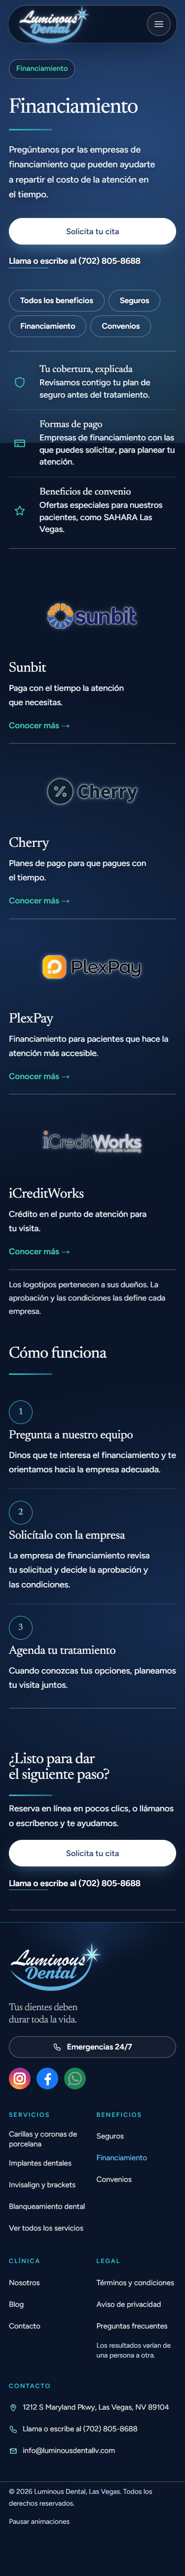 Luminous
Dental
Financiamiento
Financiamiento
Pregúntanos por las empresas de
financiamiento que pueden ayudarte
a repartir el costo de la atención en
el tiempo.
Solicita tu cita
Llama o escribe al (702) 805-8688
Todos los beneficios
Seguros
Financiamiento
Convenios
Tu cobertura, explicada
Revisamos contigo tu plan de
seguro antes del tratamiento.
Formas de pago
Empresas de financiamiento con las
que puedes solicitar, para planear tu
atención.
Beneficios de convenio
Ofertas especiales para nuestros
pacientes, como SAHARA Las
Vegas.
sunbit
Sunbit
Paga con el tiempo la atención
que necesitas.
Conocer más →
Cherry
Cherry
Planes de pago para que pagues con
el tiempo.
Conocer más →
PlexPay
PlexPay
Financiamiento para pacientes que hace la
atención más accesible.
Conocer más →
iCreditWorks
iCreditWorks
Crédito en el punto de atención para
tu visita.
Conocer más →
Los logotipos pertenecen a sus dueños. La
aprobación y las condiciones las define cada
empresa.
Cómo funciona
1
Pregunta a nuestro equipo
Dinos que te interesa el financiamiento y te
orientamos hacia la empresa adecuada.
2
Solicítalo con la empresa
La empresa de financiamiento revisa
tu solicitud y decide la aprobación y
las condiciones.
3
Agenda tu tratamiento
Cuando conozcas tus opciones, planeamos
tu visita juntos.
¿Listo para dar
el siguiente paso?
Reserva en línea en pocos clics, o llámanos
o escríbenos y te ayudamos.
Solicita tu cita
Llama o escribe al (702) 805-8688
Luminous
Dental
Tus dientes deben
durar toda la vida.
Emergencias 24/7
SERVICIOS
Carillas y coronas de
porcelana
Implantes dentales
Invisalign y brackets
Blanqueamiento dental
Ver todos los servicios
BENEFICIOS
Seguros
Financiamiento
Convenios
CLÍNICA
Nosotros
Blog
Contacto
LEGAL
Términos y condiciones
Aviso de privacidad
Preguntas frecuentes
Los resultados varían de
una persona a otra.
CONTACTO
1212 S Maryland Pkwy, Las Vegas, NV 89104
Llama o escribe al (702) 805-8688
info@luminousdentallv.com
© 2026 Luminous Dental, Las Vegas. Todos los
derechos reservados.
Pausar animaciones